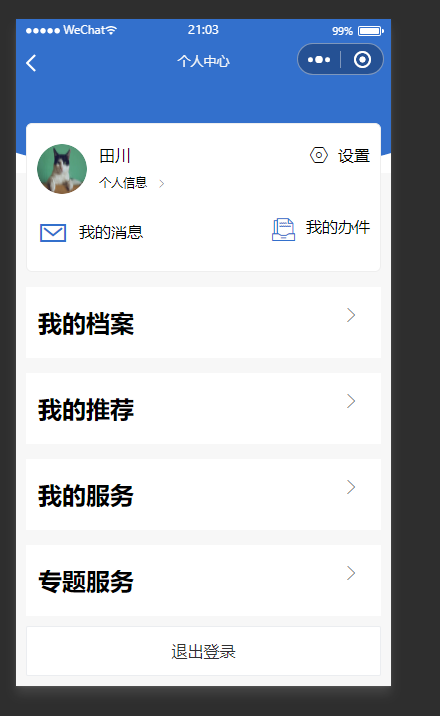 WeChat 21:03 99%
个人中心
田川 设置
个人信息
我的消息 我的办件
我的档案
我的推荐
我的服务
专题服务
退出登录